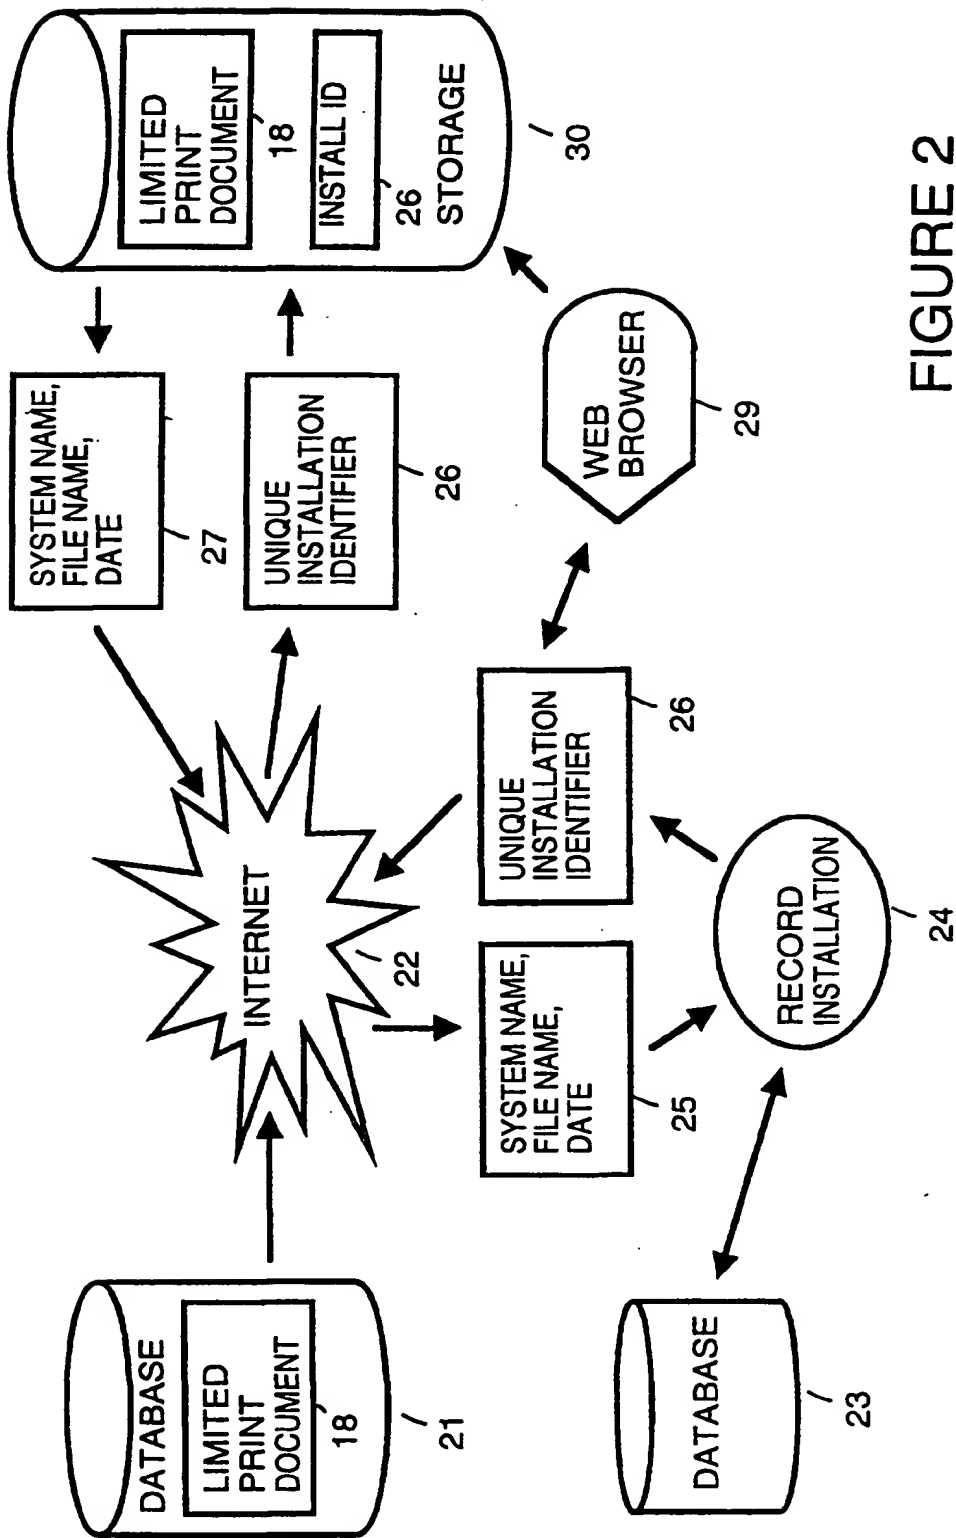 DATABASE
LIMITED
PRINT
DOCUMENT
18
21
INTERNET
22
SYSTEM NAME,
FILE NAME,
DATE
27
UNIQUE
INSTALLATION
IDENTIFIER
26
LIMITED
PRINT
DOCUMENT
18
INSTALL ID
26
STORAGE
30
DATABASE
23
SYSTEM NAME,
FILE NAME,
DATE
25
RECORD
INSTALLATION
24
UNIQUE
INSTALLATION
IDENTIFIER
26
WEB
BROWSER
29
FIGURE 2